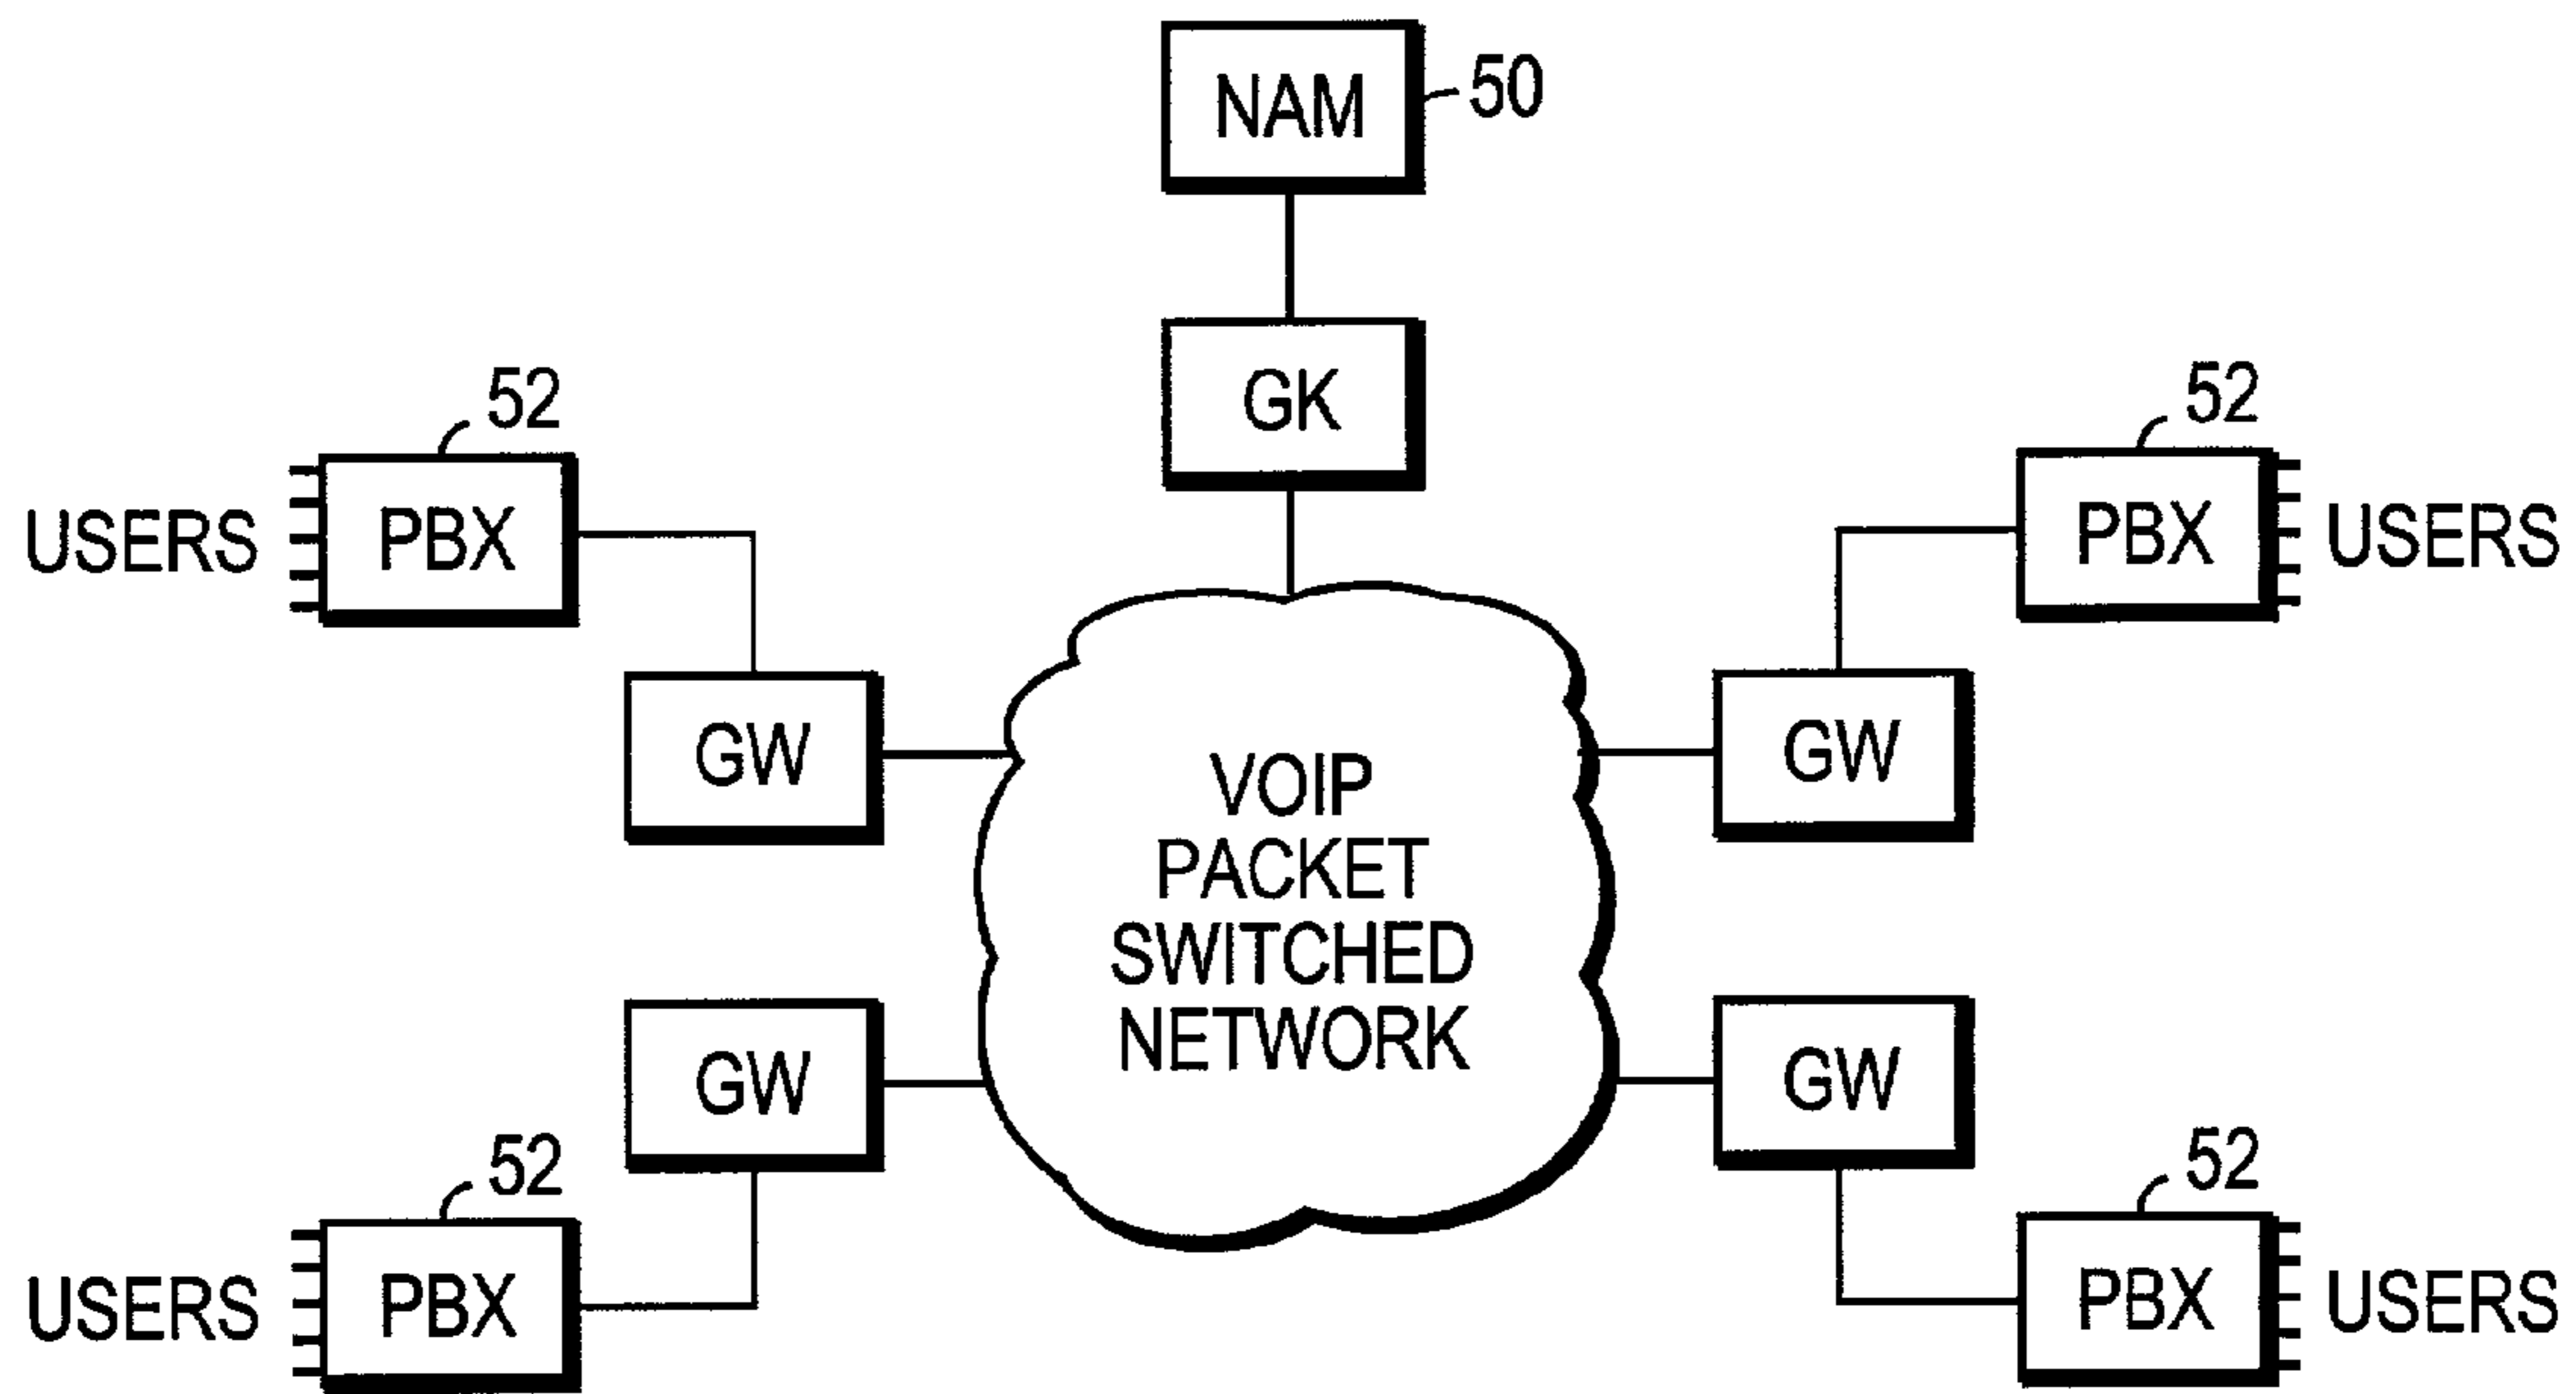 NAM
50
GK
52
52
USERS
PBX
PBX
USERS
GW
GW
VOIP
PACKET
SWITCHED
NETWORK
GW
GW
52
52
USERS
PBX
PBX
USERS